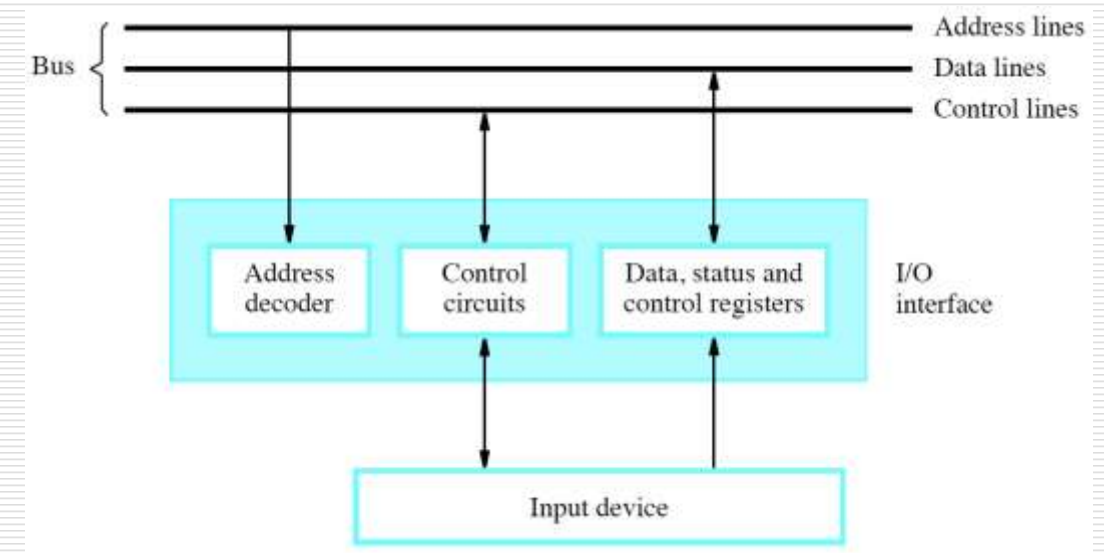 Address lines
Bus
Data lines
Control lines
Address
decoder
Control
circuits
Data, status and
control registers
I/O
interface
Input device